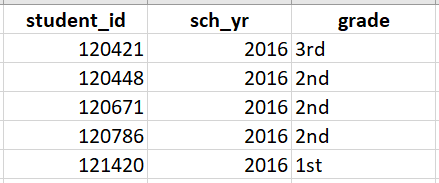 student_id sch_yr grade
120421 2016 3rd
120448 2016 2nd
120671 2016 2nd
120786 2016 2nd
121420 2016 1st